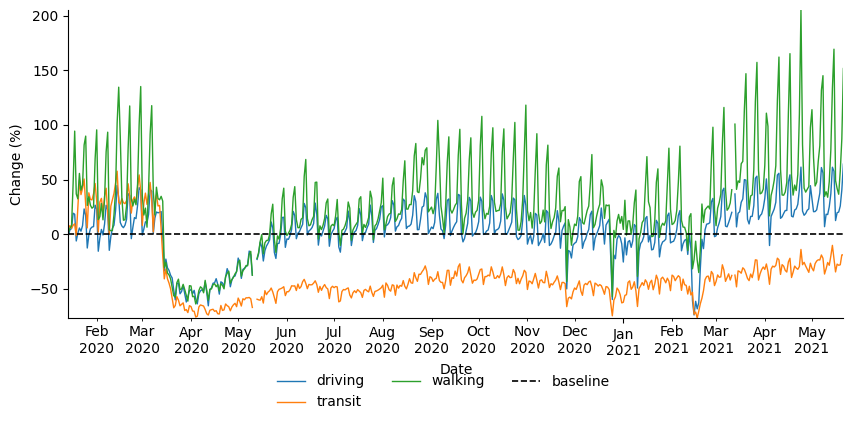 200
150
100
50
0
−50
Change (%)
Feb Mar Apr May Jun Jul Aug Sep Oct Nov Dec Jan Feb Mar Apr May
2020 2020 2020 2020 2020 2020 2020 2020 2020 2020 2020 2021 2021 2021 2021 2021
Date
driving walking baseline
transit